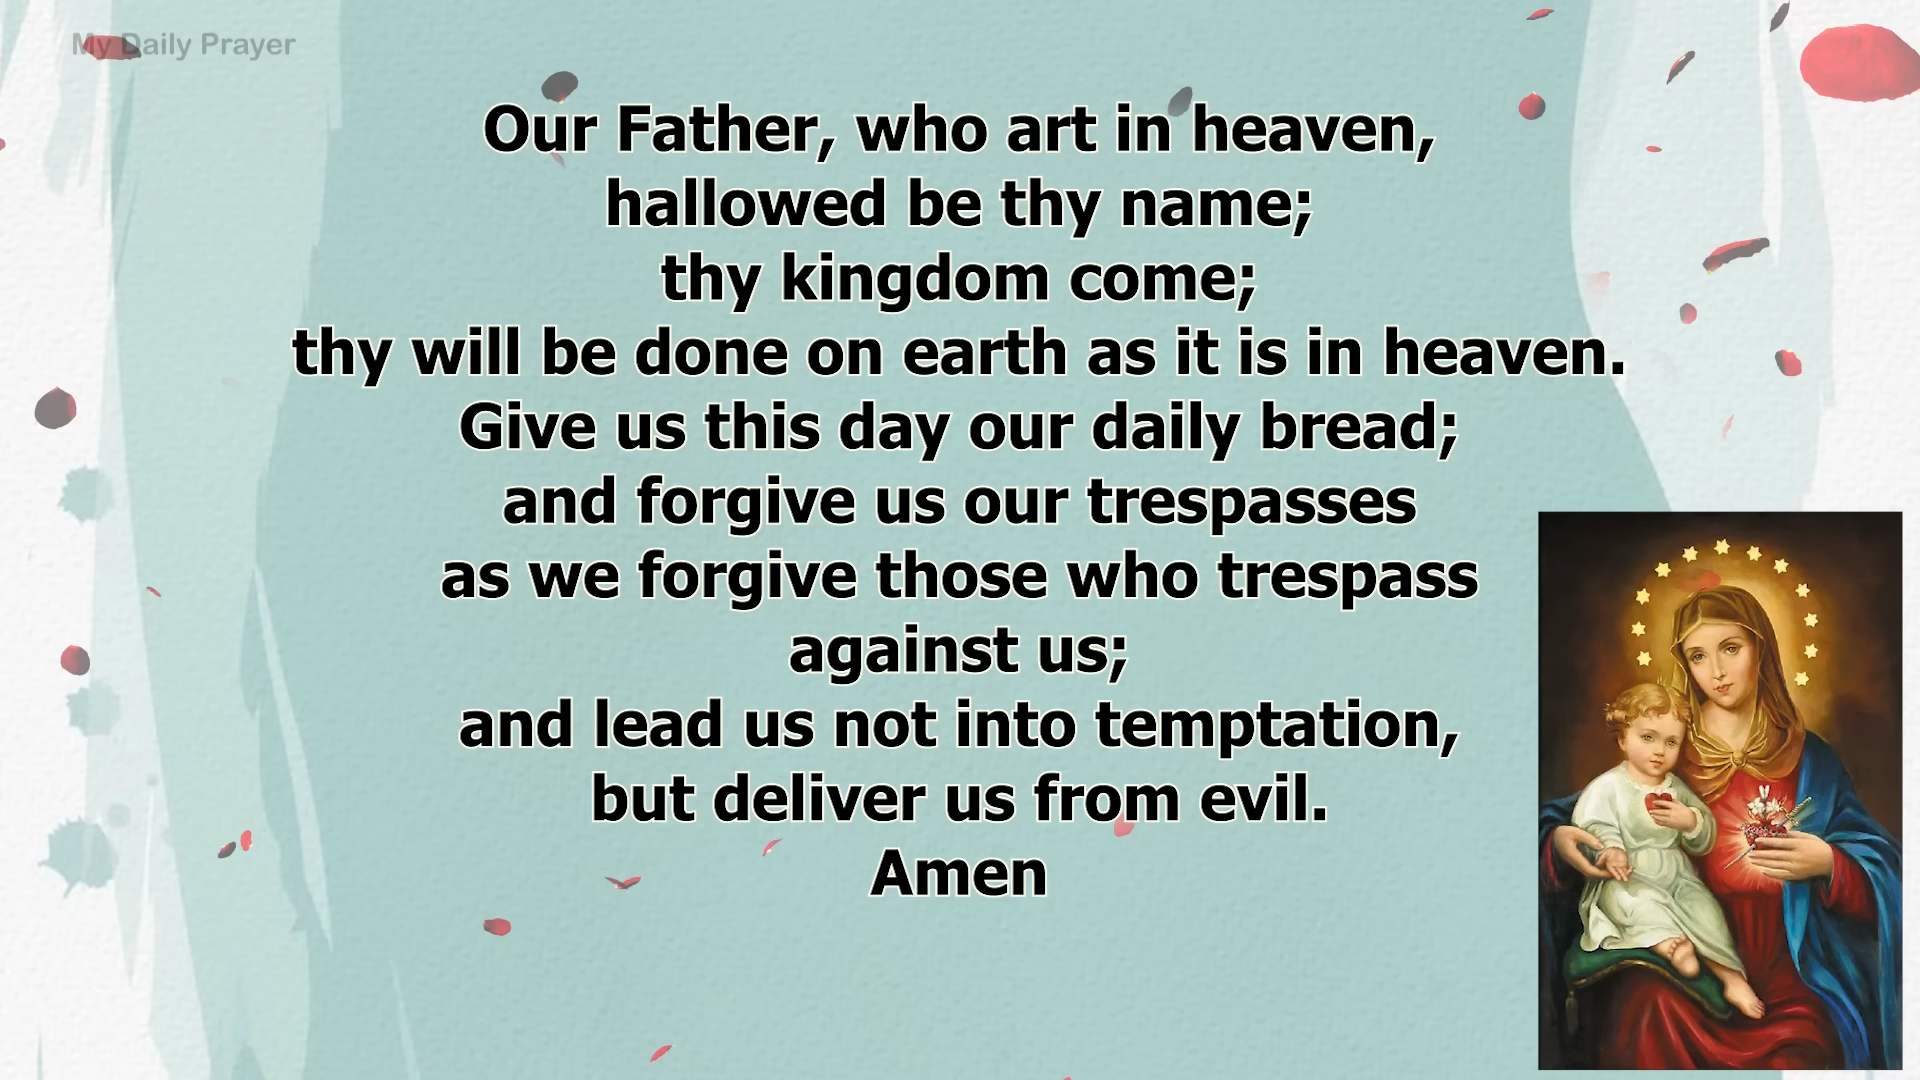 My Daily Prayer
Our Father, who art in heaven,
hallowed be thy name;
thy kingdom come;
thy will be done on earth as it is in heaven.
Give us this day our daily bread;
and forgive us our trespasses
as we forgive those who trespass
against us;
and lead us not into temptation,
but deliver us from evil.
Amen